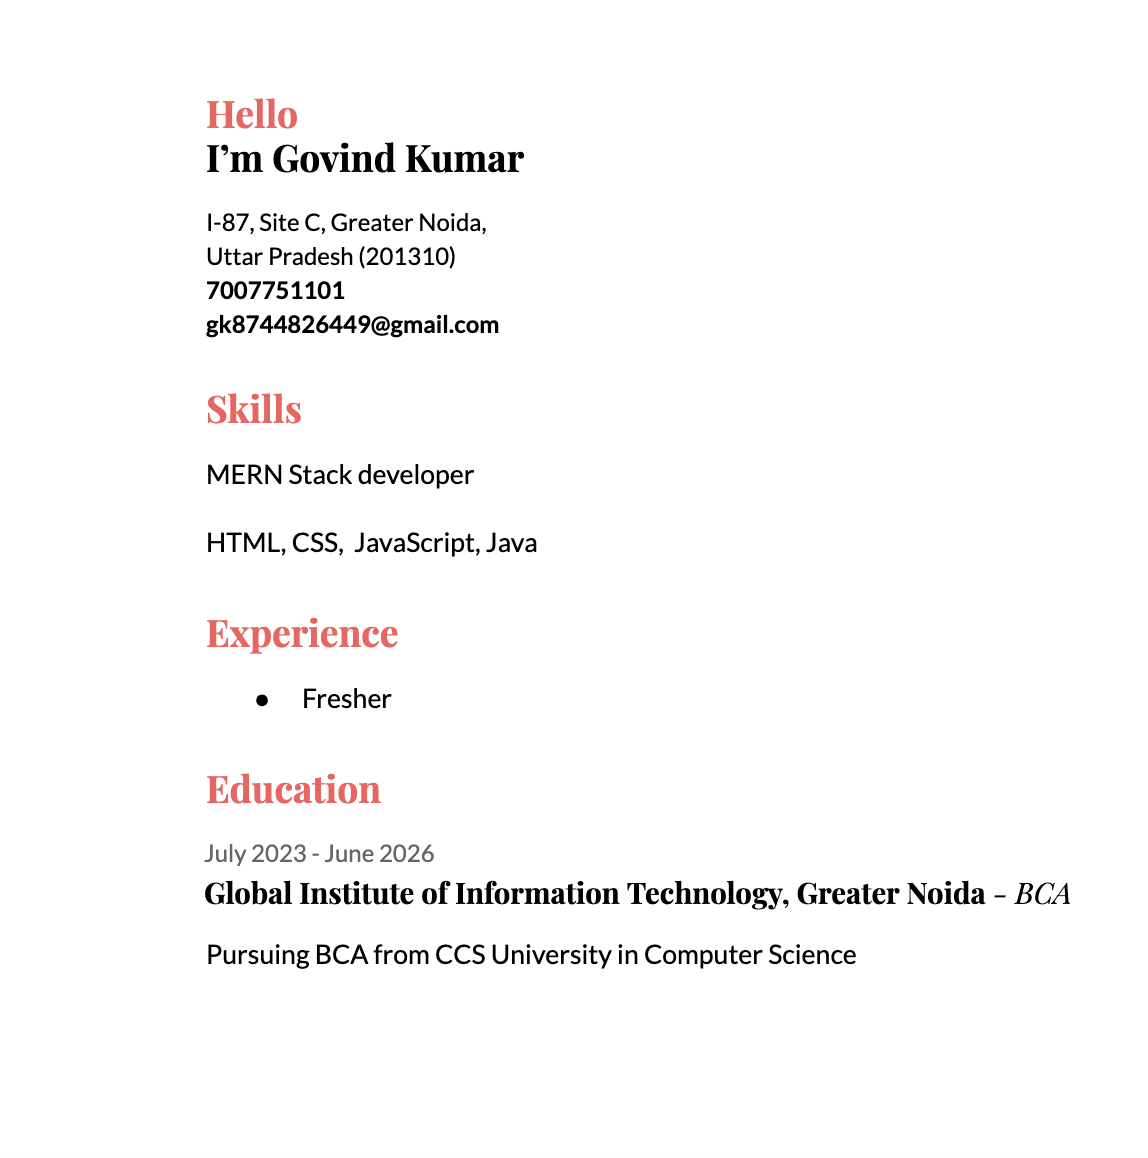 Hello
I’m Govind Kumar
I-87, Site C, Greater Noida,
Uttar Pradesh (201310)
7007751101
gk8744826449@gmail.com
Skills
MERN Stack developer
HTML, CSS,  JavaScript, Java
Experience
● Fresher
Education
July 2023 - June 2026
Global Institute of Information Technology, Greater Noida - BCA
Pursuing BCA from CCS University in Computer Science